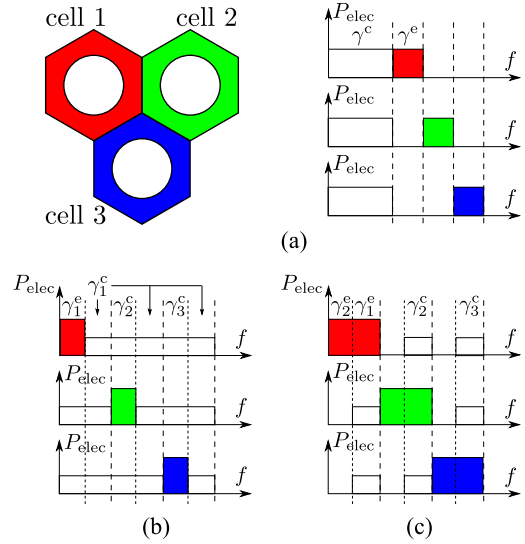 cell 1 cell 2
cell 3
P_elec
γ^c γ^e
f
P_elec
f
P_elec
f
(a)
P_elec γ_1^e γ_1^c γ_2^c γ_3^c
f
P_elec
f
P_elec
f
(b)
P_elec
γ_2^e γ_1^e γ_2^c γ_3^c
f
P_elec
f
P_elec
f
(c)